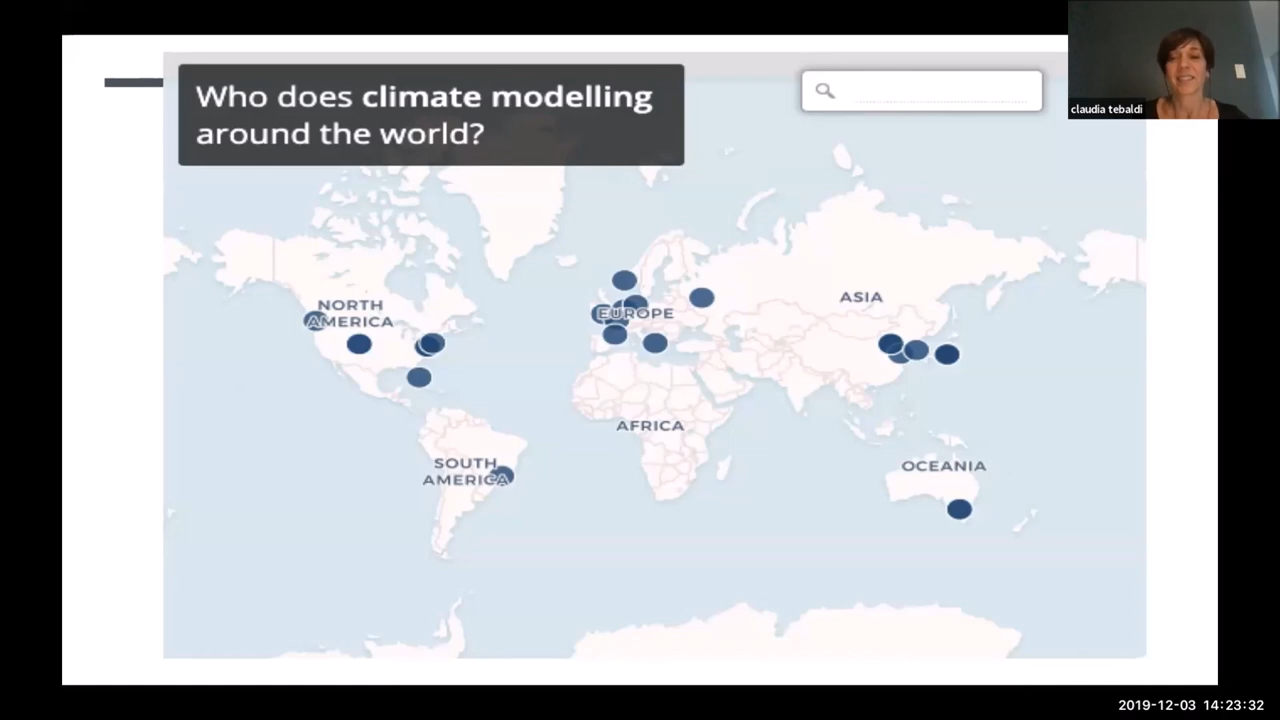 Who does climate modelling
around the world?
claudia tebaldi
NORTH
AMERICA
EUROPE
ASIA
AFRICA
SOUTH
AMERICA
OCEANIA
2019-12-03 14:23:32